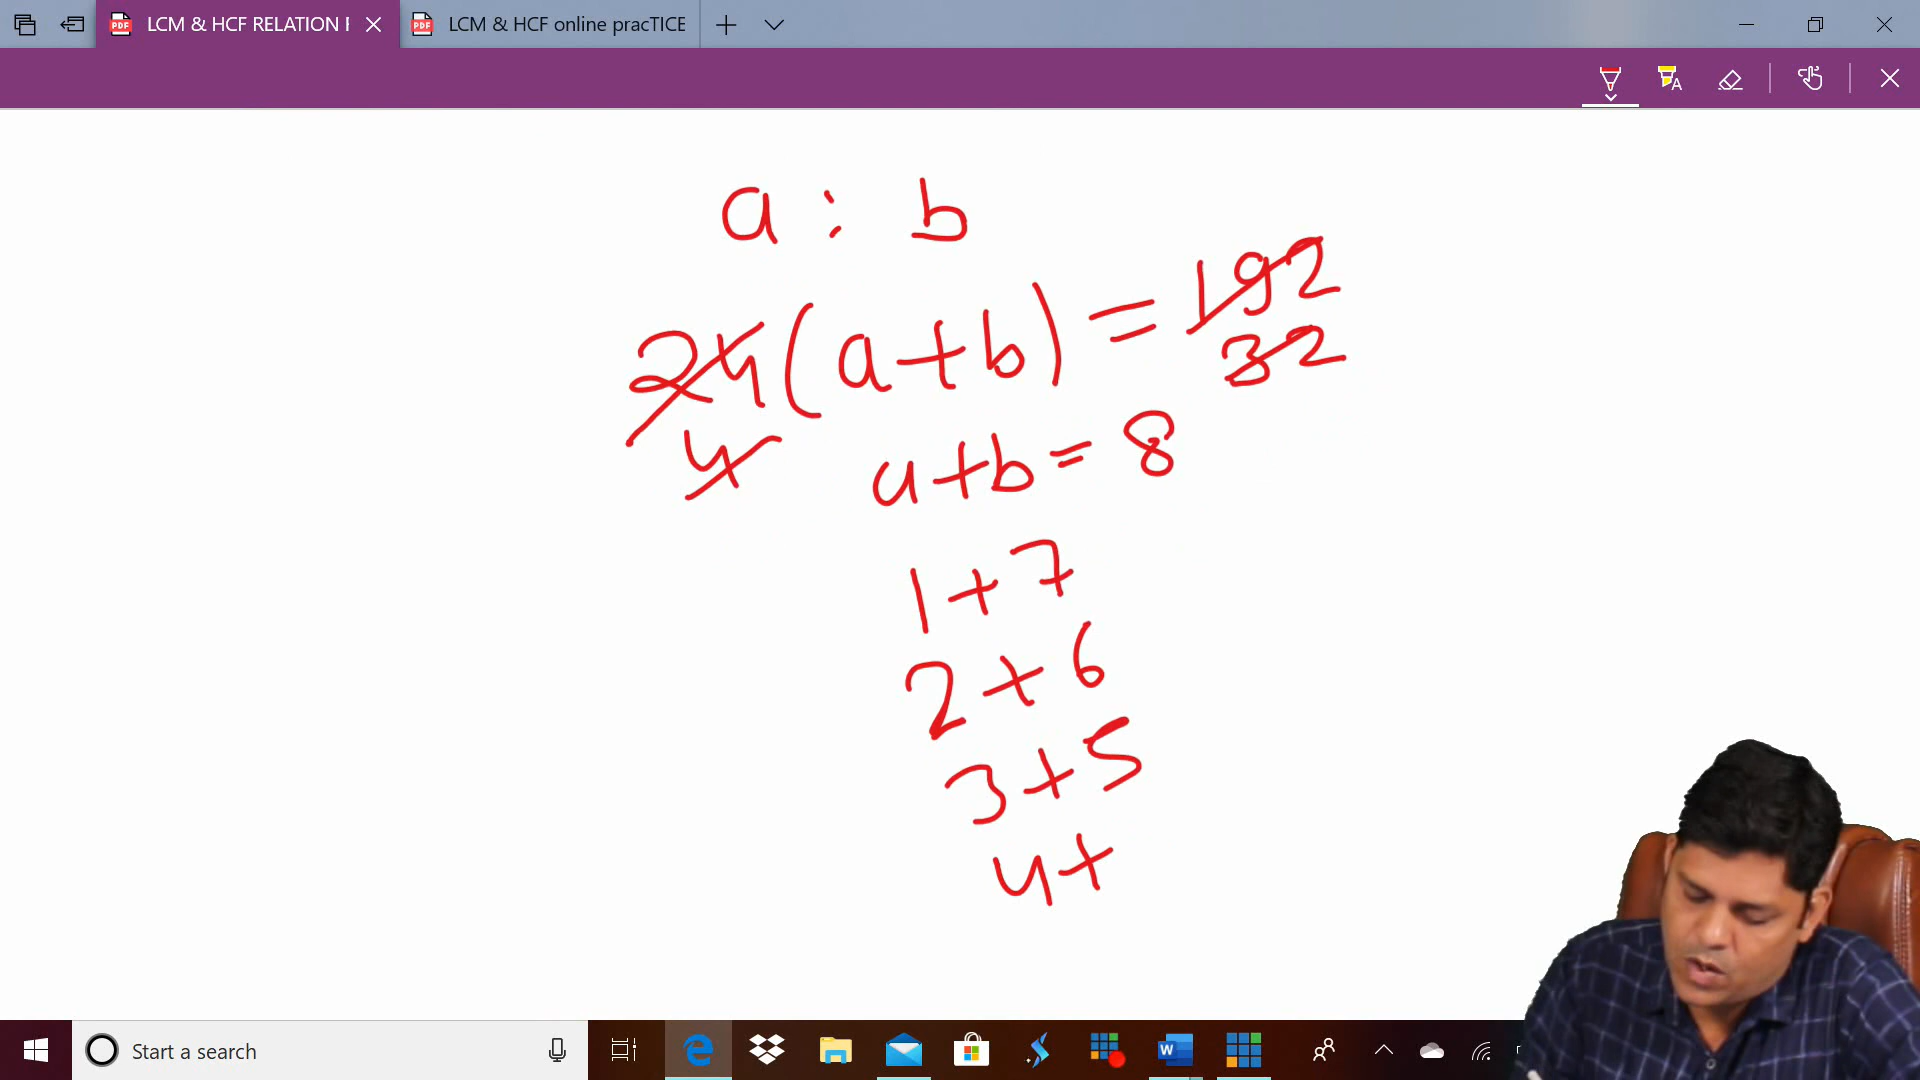 LCM & HCF RELATION F
LCM & HCF online pracTICE
a : b
24(a+b) = 192
4
32
a+b = 8
1+7
2+6
3+5
4+
Start a search